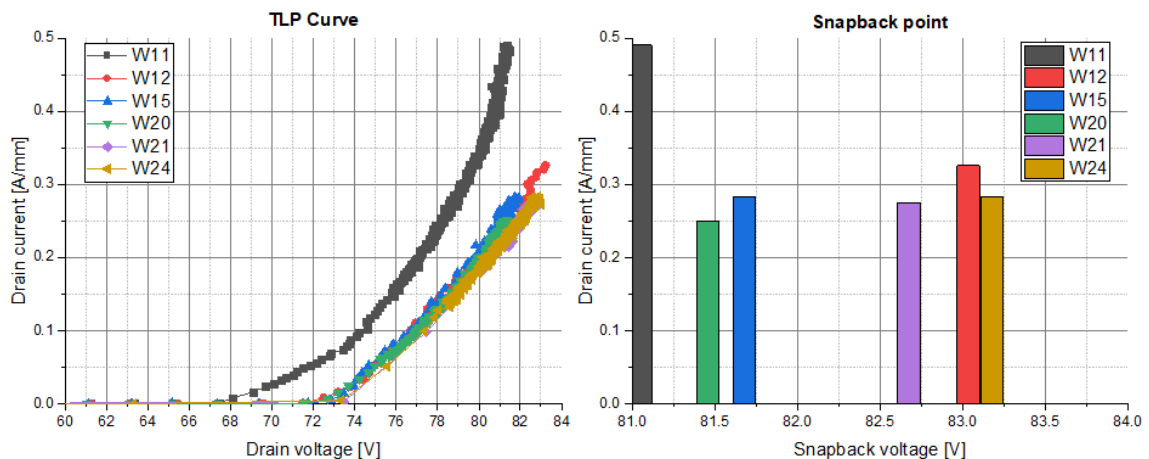 TLP Curve
Drain current [A/mm]
0.5
0.4
0.3
0.2
0.1
0.0
W11
W12
W15
W20
W21
W24
60 62 64 66 68 70 72 74 76 78 80 82 84
Drain voltage [V]
Snapback point
Drain current [A/mm]
0.5
0.4
0.3
0.2
0.1
0.0
W11
W12
W15
W20
W21
W24
81.0 81.5 82.0 82.5 83.0 83.5 84.0
Snapback voltage [V]